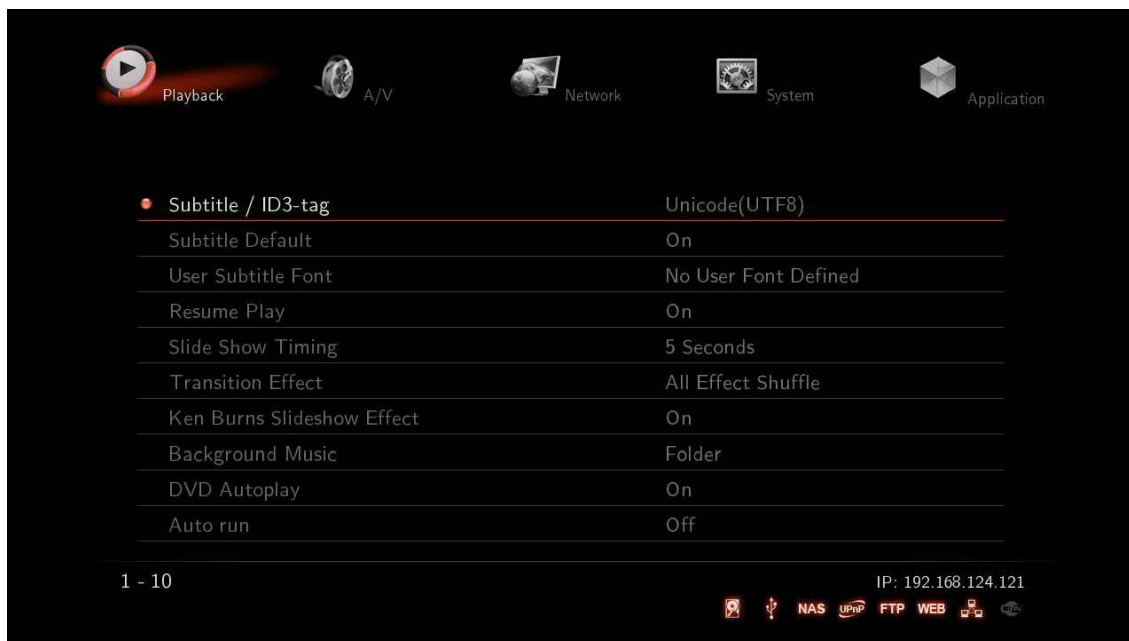 Playback A/V Network System Application
Subtitle / ID3-tag Unicode(UTF8)
Subtitle Default On
User Subtitle Font No User Font Defined
Resume Play On
Slide Show Timing 5 Seconds
Transition Effect All Effect Shuffle
Ken Burns Slideshow Effect On
Background Music Folder
DVD Autoplay On
Auto run Off
1 - 10 IP: 192.168.124.121
NAS UPnP FTP WEB